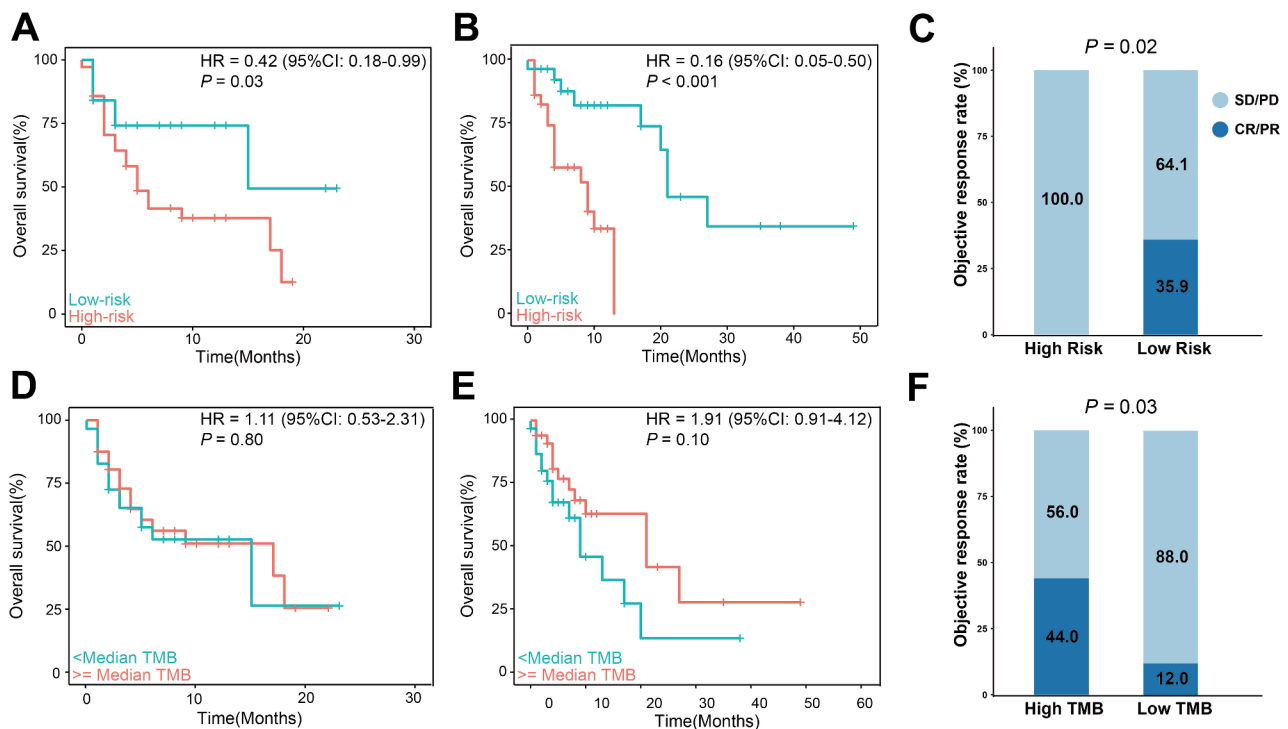 A
HR = 0.42 (95%CI: 0.18-0.99)
P = 0.03
Overall survival(%)
100
75
50
25
0
Low-risk
High-risk
0
10
20
30
Time(Months)
B
HR = 0.16 (95%CI: 0.05-0.50)
P < 0.001
Overall survival(%)
100
75
50
25
0
Low-risk
High-risk
0
10
20
30
40
50
Time(Months)
C
P = 0.02
Objective response rate (%)
100
75
50
25
0
100.0
64.1
35.9
High Risk
Low Risk
SD/PD
CR/PR
D
HR = 1.11 (95%CI: 0.53-2.31)
P = 0.80
Overall survival(%)
100
75
50
25
0
<Median TMB
>= Median TMB
0
10
20
30
Time(Months)
E
HR = 1.91 (95%CI: 0.91-4.12)
P = 0.10
Overall survival(%)
100
75
50
25
0
<Median TMB
>= Median TMB
0
10
20
30
40
50
60
Time(Months)
F
P = 0.03
Objective response rate (%)
100
75
50
25
0
56.0
44.0
88.0
12.0
High TMB
Low TMB